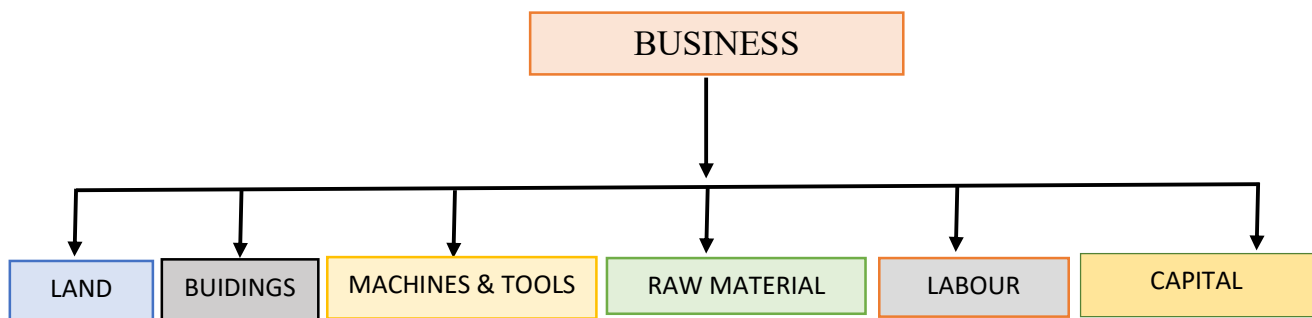 BUSINESS
LAND
BUIDINGS
MACHINES & TOOLS
RAW MATERIAL
LABOUR
CAPITAL